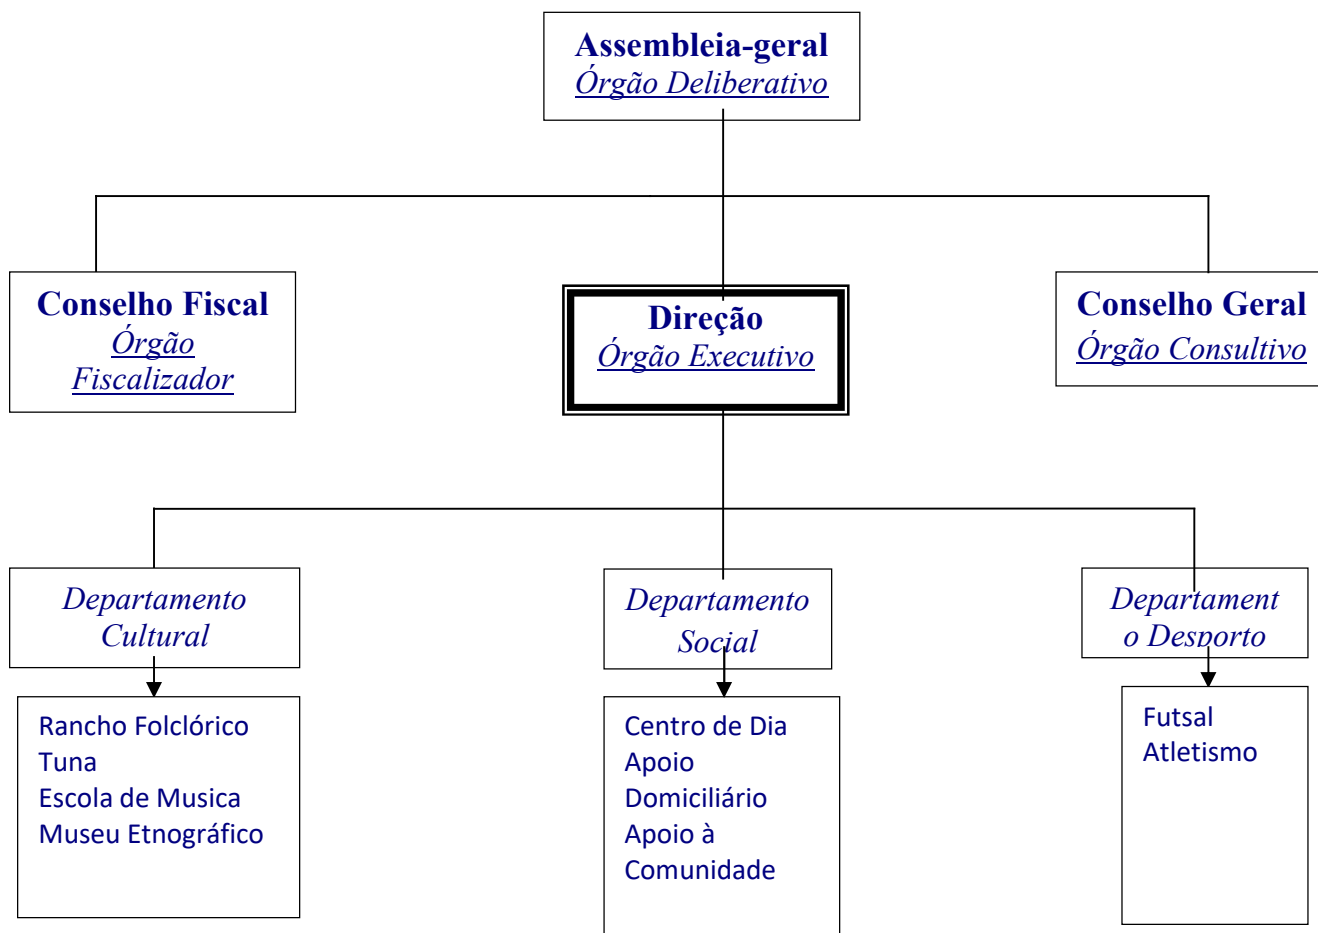 Assembleia-geral
Órgão Deliberativo
Conselho Fiscal
Órgão
Fiscalizador
Direção
Órgão Executivo
Conselho Geral
Órgão Consultivo
Departamento
Cultural
Departamento
Social
Departament
o Desporto
Rancho Folclórico
Tuna
Escola de Musica
Museu Etnográfico
Centro de Dia
Apoio
Domiciliário
Apoio à
Comunidade
Futsal
Atletismo